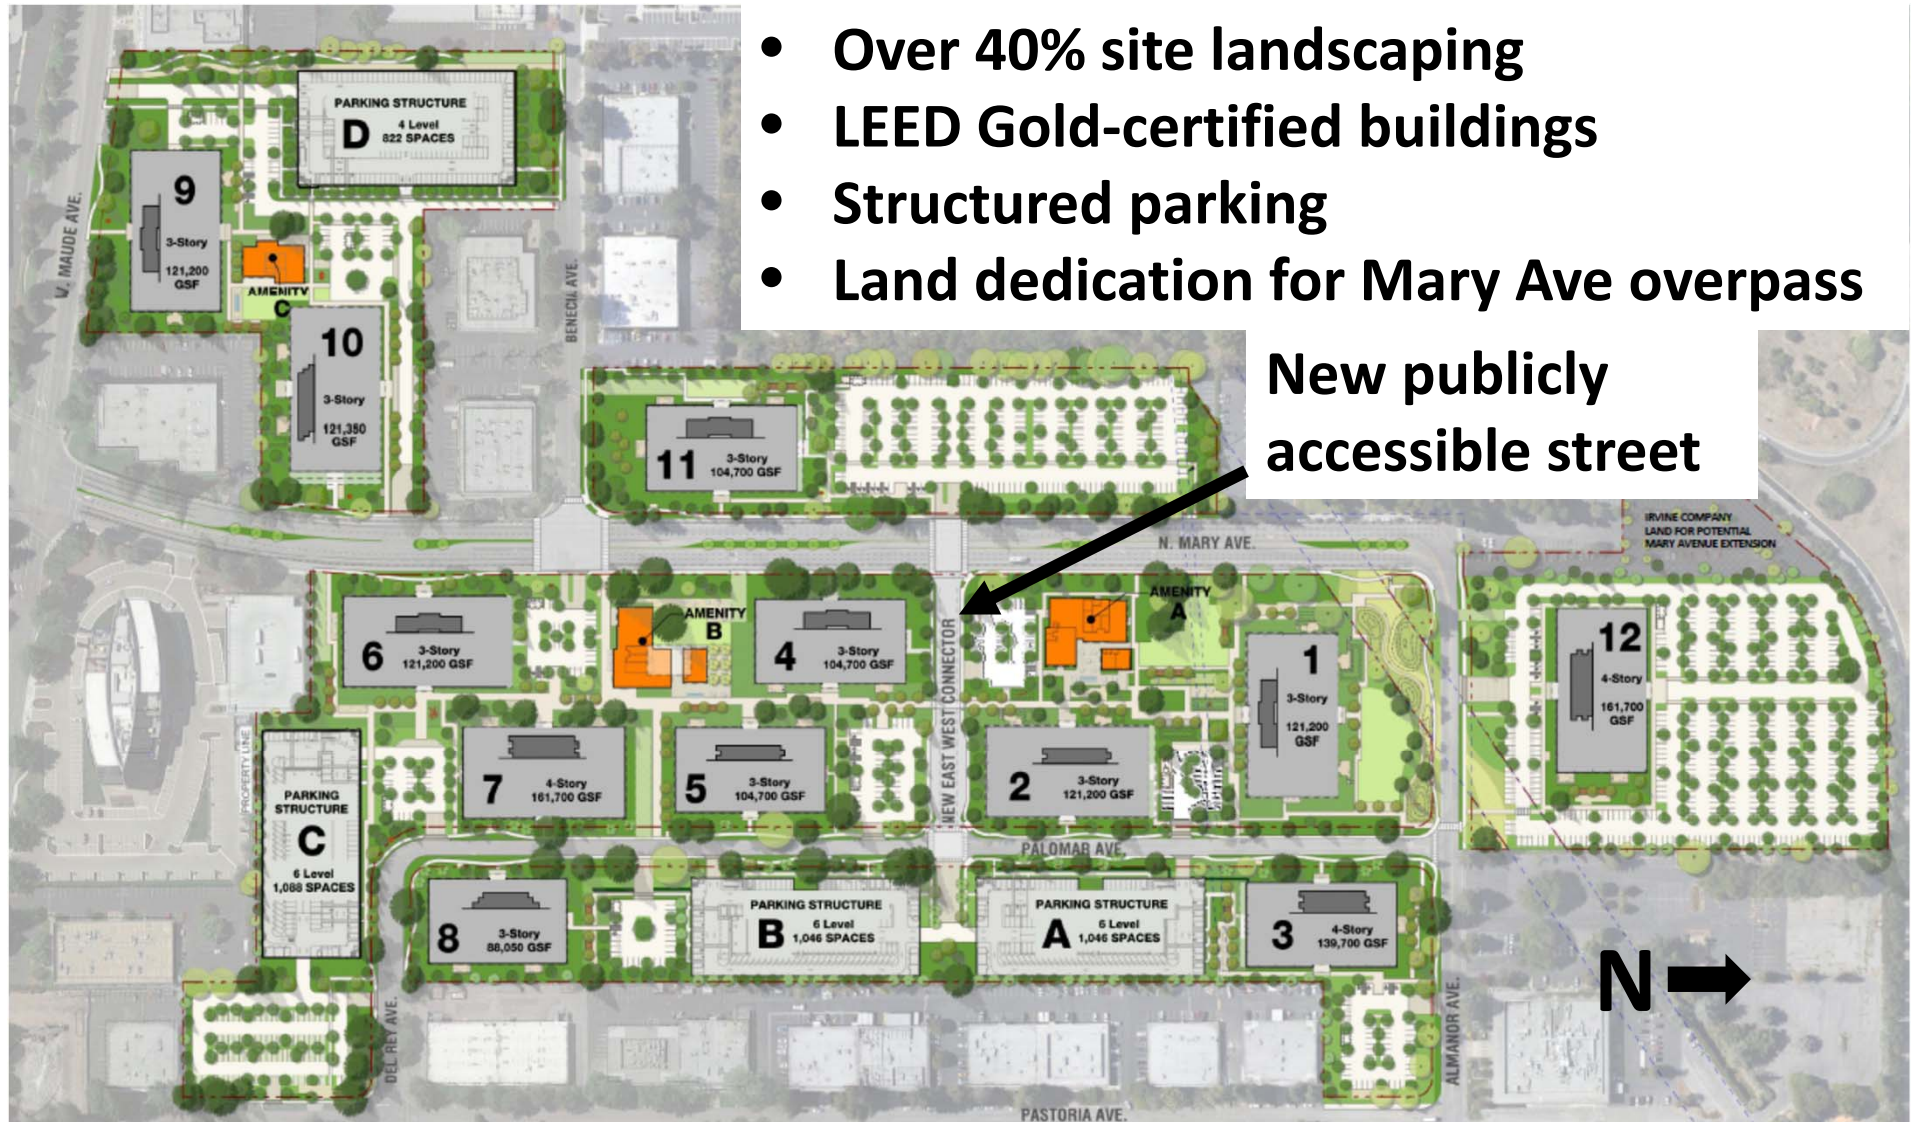 • Over 40% site landscaping
• LEED Gold-certified buildings
• Structured parking
• Land dedication for Mary Ave overpass
New publicly
accessible street
PARKING STRUCTURE
D
4 Level
822 SPACES
9
3-Story
121,200
GSF
W. MAUDE AVE.
AMENITY
C
BENECIA AVE.
10
3-Story
121,350
GSF
11
3-Story
104,700 GSF
IRVINE COMPANY
LAND FOR POTENTIAL
MARY AVENUE EXTENSION
N. MARY AVE.
6
3-Story
121,200 GSF
AMENITY
B
4
3-Story
104,700 GSF
NEW EAST WEST CONNECTOR
AMENITY
A
1
3-Story
121,200
GSF
12
4-Story
161,700
GSF
PROPERTY LINE
7
4-Story
161,700 GSF
5
3-Story
104,700 GSF
2
3-Story
121,200 GSF
PARKING
STRUCTURE
C
6 Level
1,088 SPACES
PALOMAR AVE.
8
3-Story
88,050 GSF
PARKING STRUCTURE
B
6 Level
1,046 SPACES
PARKING STRUCTURE
A
6 Level
1,046 SPACES
3
4-Story
139,700 GSF
N
DEL REY AVE.
ALMANOR AVE.
PASTORIA AVE.